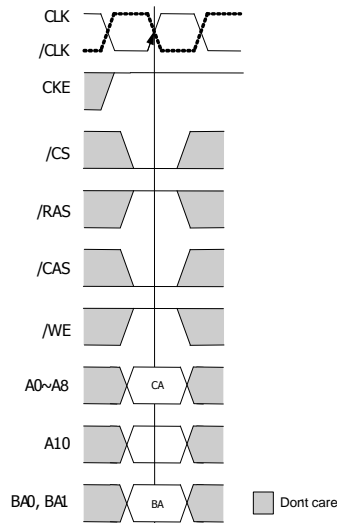 CLK
/CLK
CKE
/CS
/RAS
/CAS
/WE
A0~A8
CA
A10
BA0, BA1
BA
Dont care